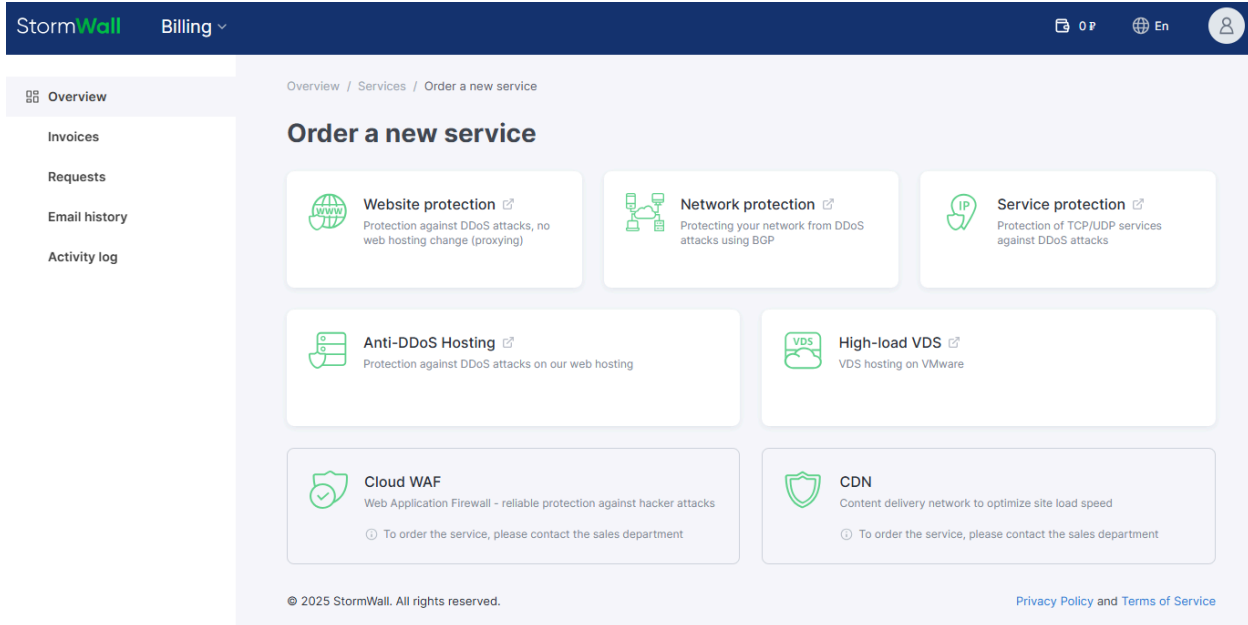 StormWall
Billing
0 ₽
En
Overview
Invoices
Requests
Email history
Activity log
Overview / Services / Order a new service
Order a new service
www
Website protection
Protection against DDoS attacks, no
web hosting change (proxying)
Network protection
Protecting your network from DDoS
attacks using BGP
IP
Service protection
Protection of TCP/UDP services
against DDoS attacks
Anti-DDoS Hosting
Protection against DDoS attacks on our web hosting
VDS
High-load VDS
VDS hosting on VMware
Cloud WAF
Web Application Firewall - reliable protection against hacker attacks
To order the service, please contact the sales department
CDN
Content delivery network to optimize site load speed
To order the service, please contact the sales department
© 2025 StormWall. All rights reserved.
Privacy Policy and Terms of Service